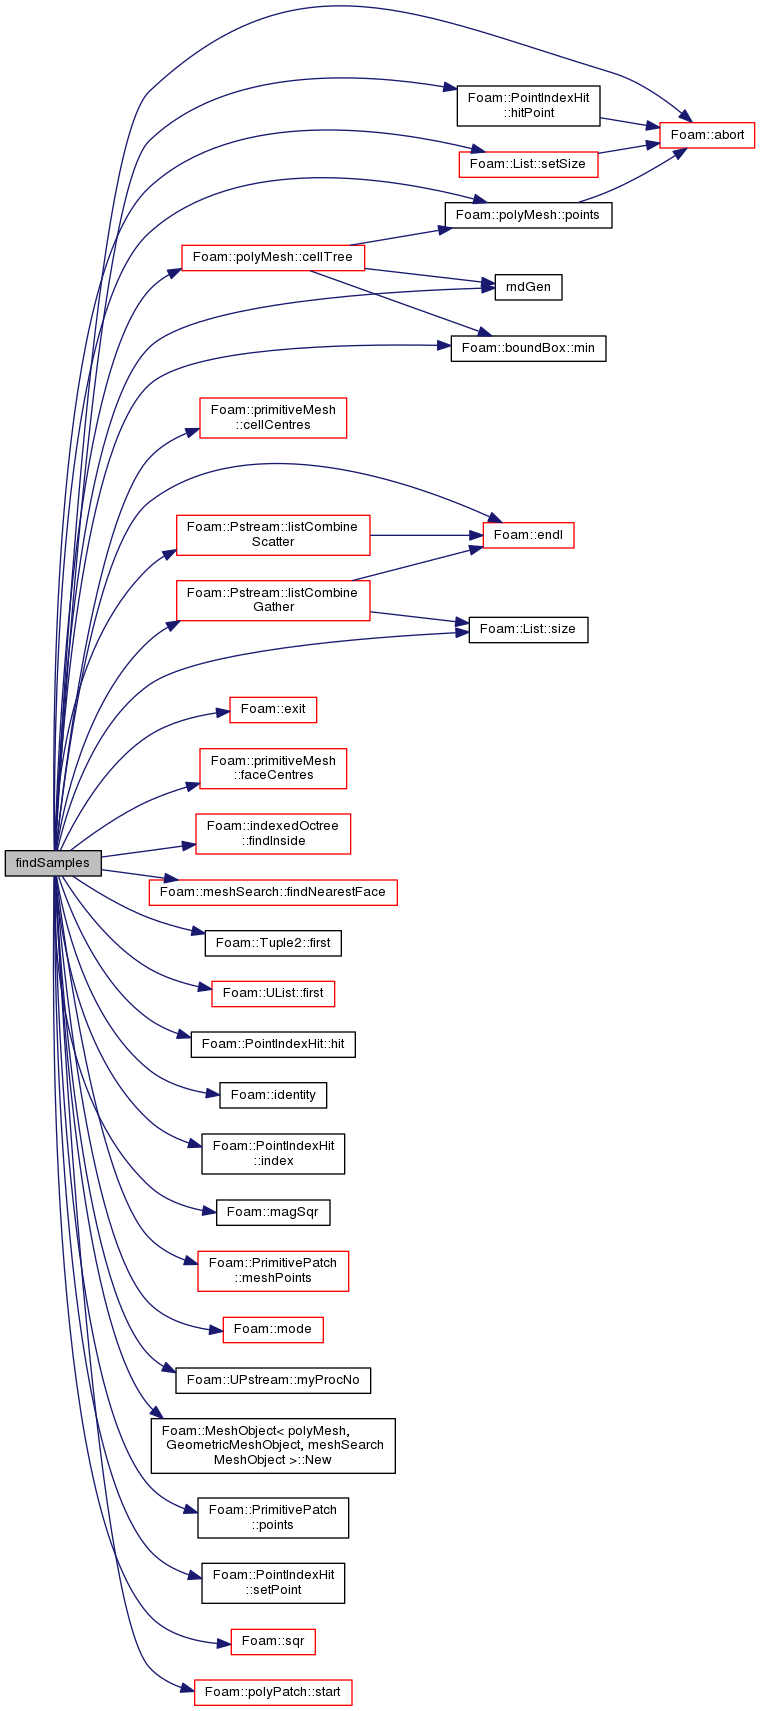 Foam::PointIndexHit
::hitPoint
Foam::abort
Foam::List::setSize
Foam::polyMesh::points
Foam::polyMesh::cellTree
rndGen
Foam::boundBox::min
Foam::primitiveMesh
::cellCentres
Foam::Pstream::listCombine
Scatter
Foam::endl
Foam::Pstream::listCombine
Gather
Foam::List::size
Foam::exit
Foam::primitiveMesh
::faceCentres
Foam::indexedOctree
::findInside
findSamples
Foam::meshSearch::findNearestFace
Foam::Tuple2::first
Foam::UList::first
Foam::PointIndexHit::hit
Foam::identity
Foam::PointIndexHit
::index
Foam::magSqr
Foam::PrimitivePatch
::meshPoints
Foam::mode
Foam::UPstream::myProcNo
Foam::MeshObject< polyMesh,
GeometricMeshObject, meshSearch
MeshObject >::New
Foam::PrimitivePatch
::points
Foam::PointIndexHit
::setPoint
Foam::sqr
Foam::polyPatch::start